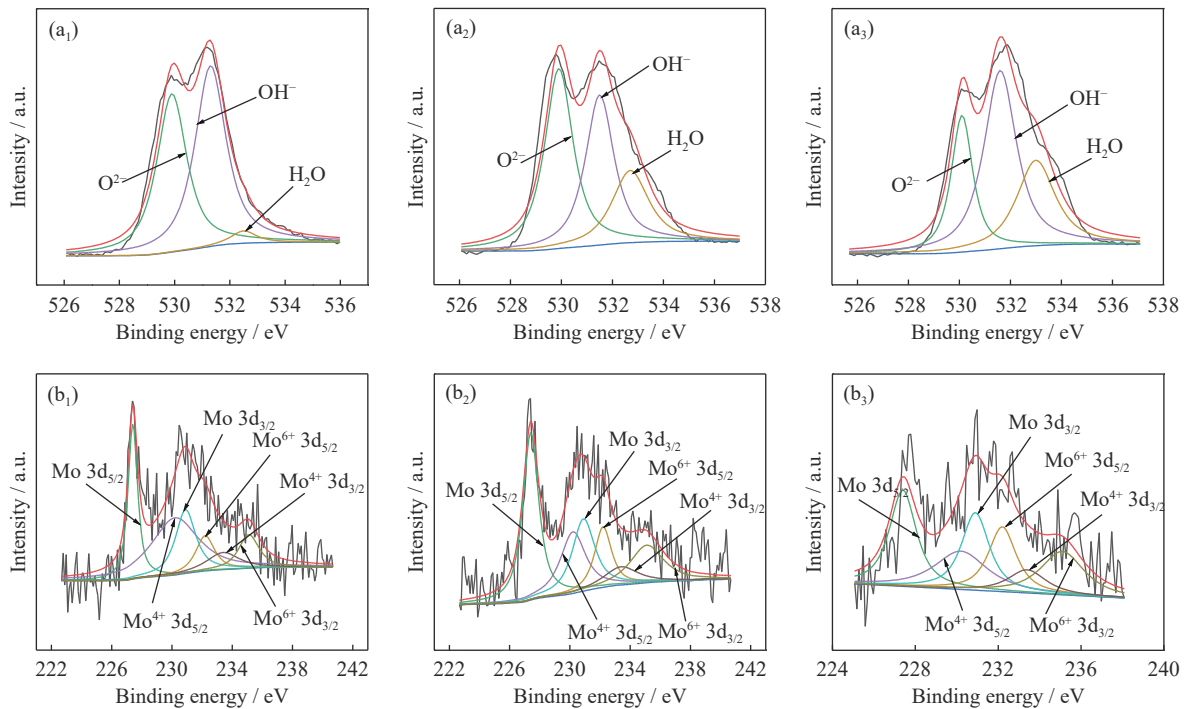 (a₁)
OH⁻
H₂O
O²⁻
Intensity / a.u.
526 528 530 532 534 536
Binding energy / eV
(a₂)
OH⁻
H₂O
O²⁻
Intensity / a.u.
526 528 530 532 534 536 538
Binding energy / eV
(a₃)
OH⁻
H₂O
O²⁻
Intensity / a.u.
526 528 530 532 534 536 538
Binding energy / eV
(b₁)
Mo 3d₃/₂
Mo⁶⁺ 3d₅/₂
Mo 3d₅/₂
Mo⁴⁺ 3d₃/₂
Mo⁶⁺ 3d₃/₂
Mo⁴⁺ 3d₅/₂
Intensity / a.u.
222 226 230 234 238 242
Binding energy / eV
(b₂)
Mo 3d₃/₂
Mo⁶⁺ 3d₅/₂
Mo 3d₅/₂
Mo⁴⁺ 3d₃/₂
Mo⁴⁺ 3d₅/₂
Mo⁶⁺ 3d₃/₂
Intensity / a.u.
222 226 230 234 238 242
Binding energy / eV
(b₃)
Mo 3d₃/₂
Mo⁶⁺ 3d₅/₂
Mo 3d₅/₂
Mo⁴⁺ 3d₃/₂
Mo⁴⁺ 3d₅/₂
Mo⁶⁺ 3d₃/₂
Intensity / a.u.
224 228 232 236 240
Binding energy / eV